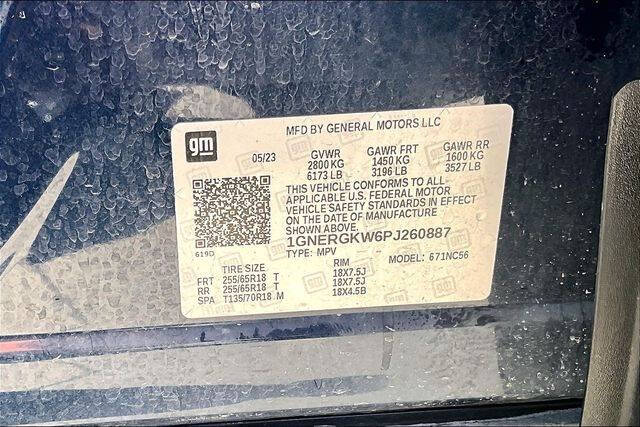 MFD BY GENERAL MOTORS LLC
gm
05/23 GVWR GAWR FRT GAWR RR
2800 KG 1450 KG 1600 KG
6173 LB 3196 LB 3527 LB
THIS VEHICLE CONFORMS TO ALL
APPLICABLE U.S. FEDERAL MOTOR
VEHICLE SAFETY STANDARDS IN EFFECT
ON THE DATE OF MANUFACTURE
SHOWN ABOVE.
1GNERGKW6PJ260887
619D
TYPE: MPV MODEL: 671NC56
TIRE SIZE RIM
FRT 255/65R18 T 18X7.5J
RR 255/65R18 T 18X7.5J
SPA T135/70R18 M 18X4.5B